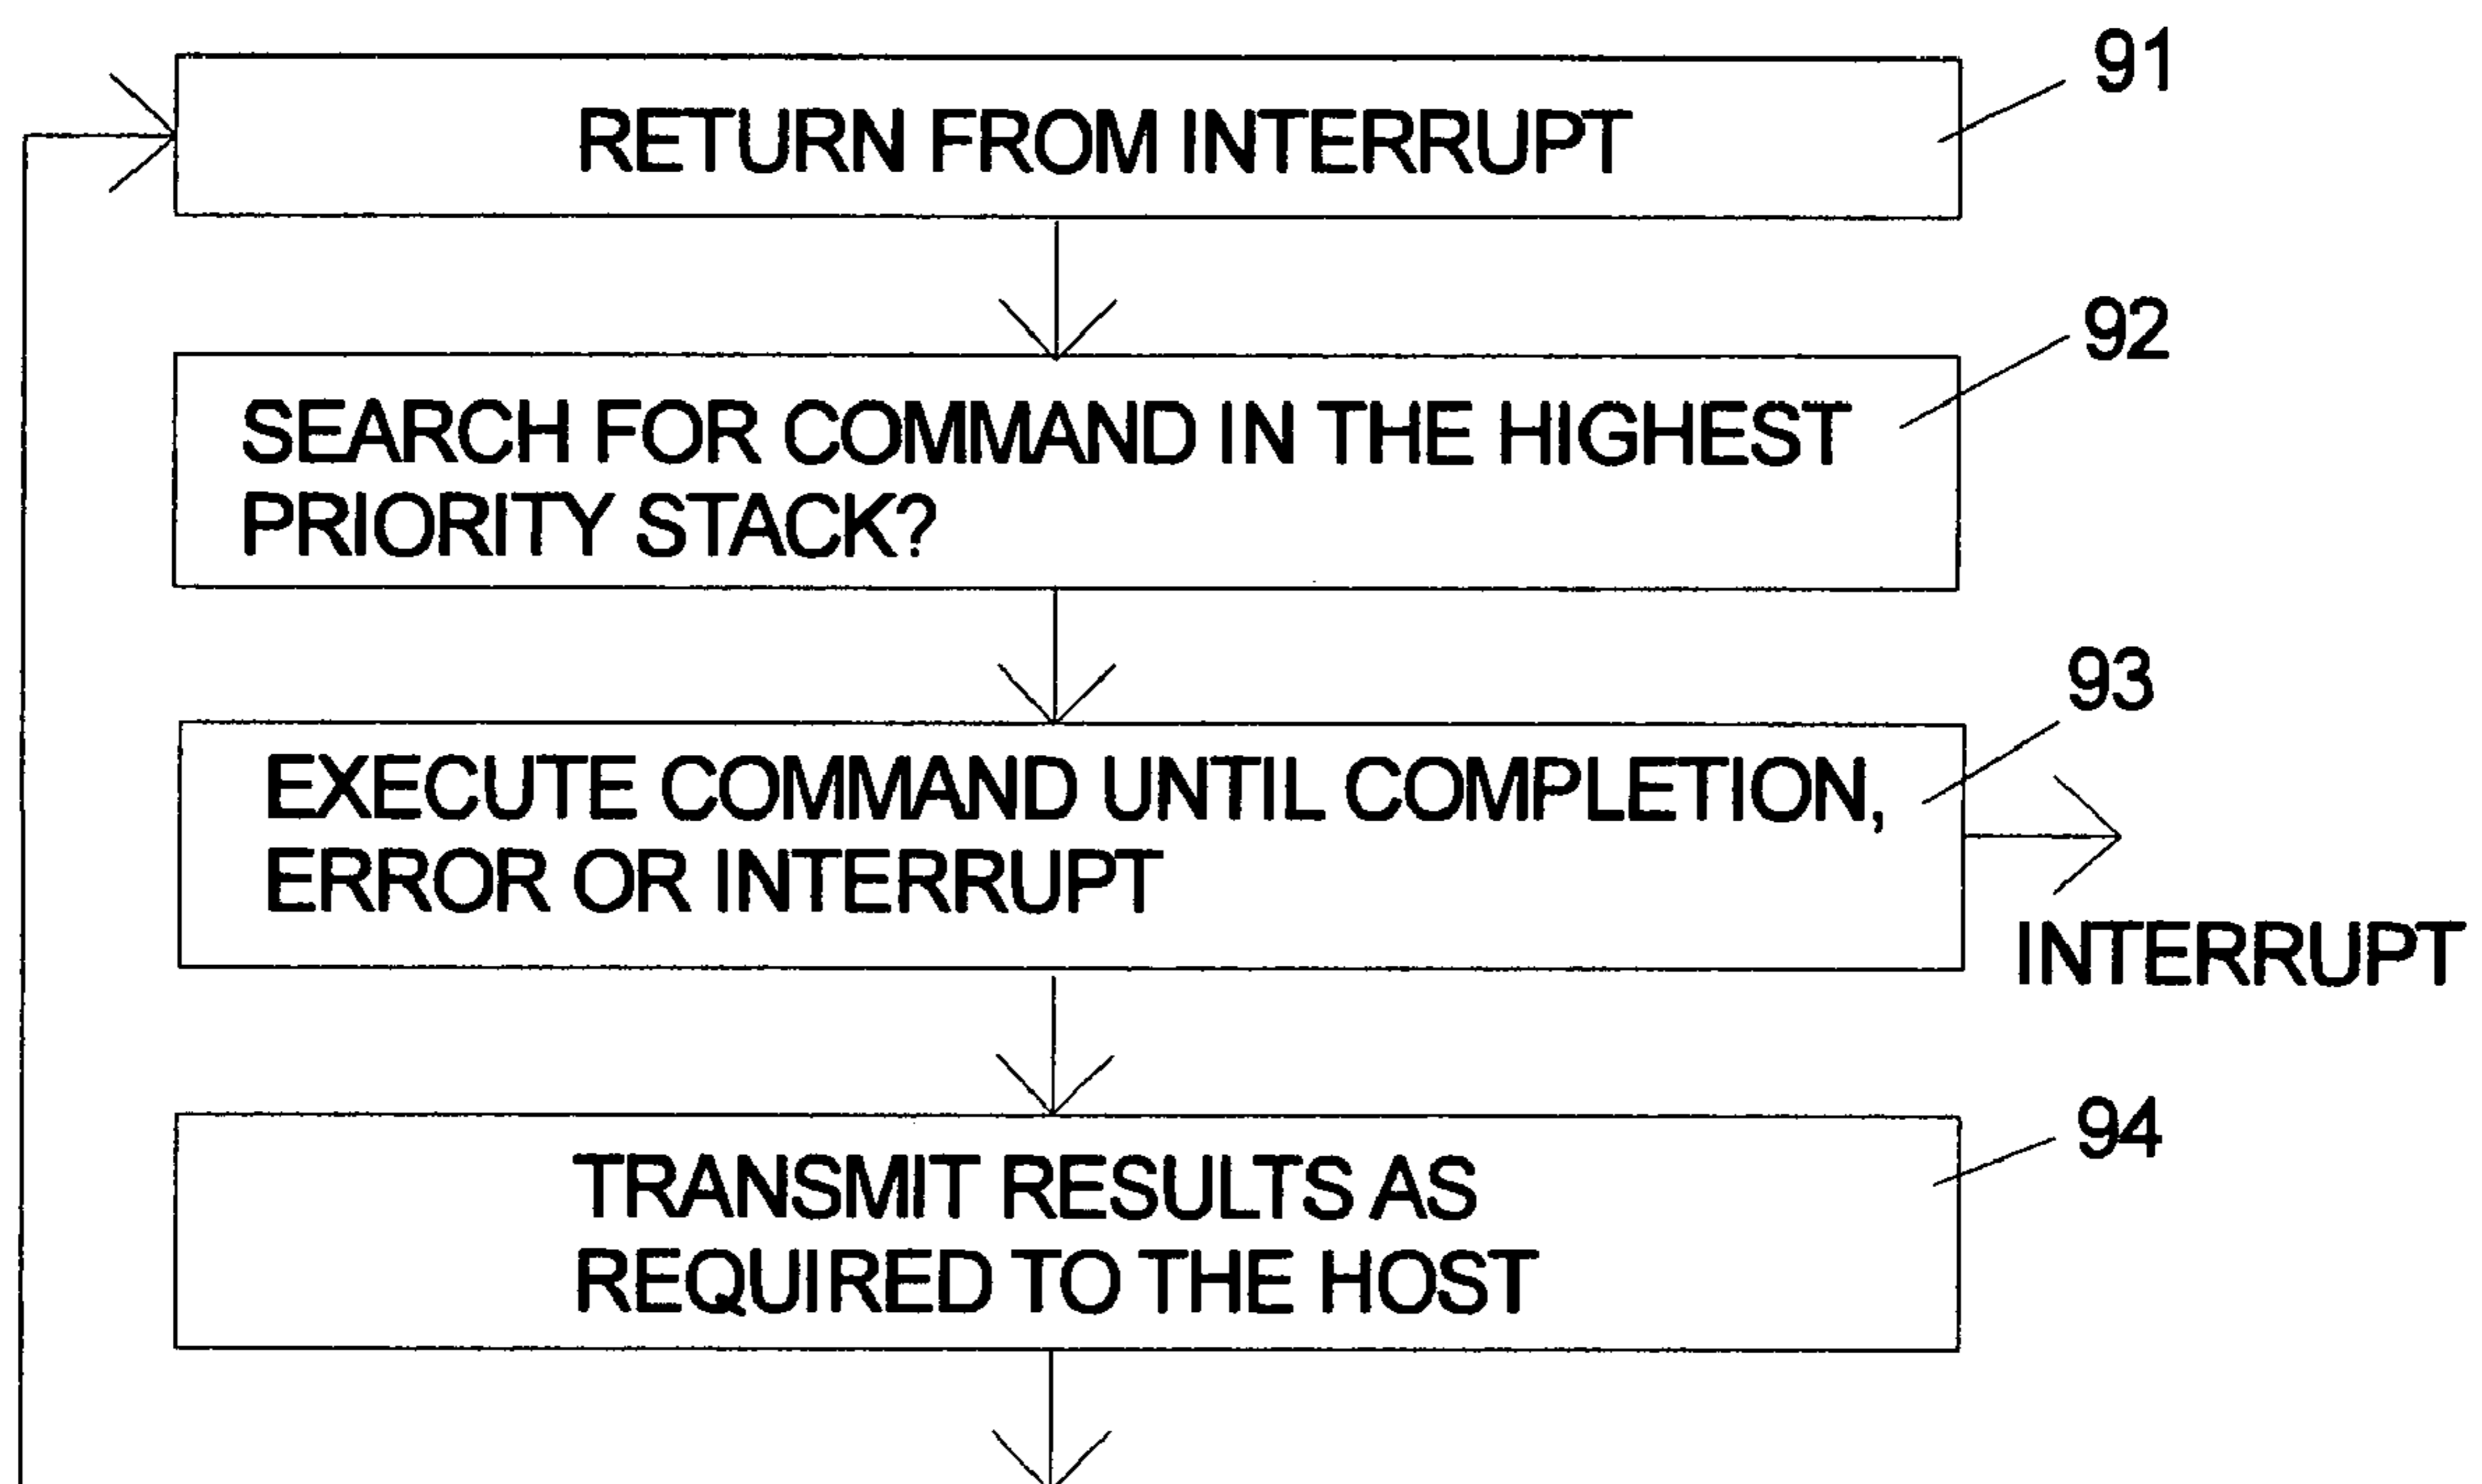 91
RETURN FROM INTERRUPT
92
SEARCH FOR COMMAND IN THE HIGHEST
PRIORITY STACK?
93
EXECUTE COMMAND UNTIL COMPLETION,
ERROR OR INTERRUPT
INTERRUPT
94
TRANSMIT RESULTS AS
REQUIRED TO THE HOST